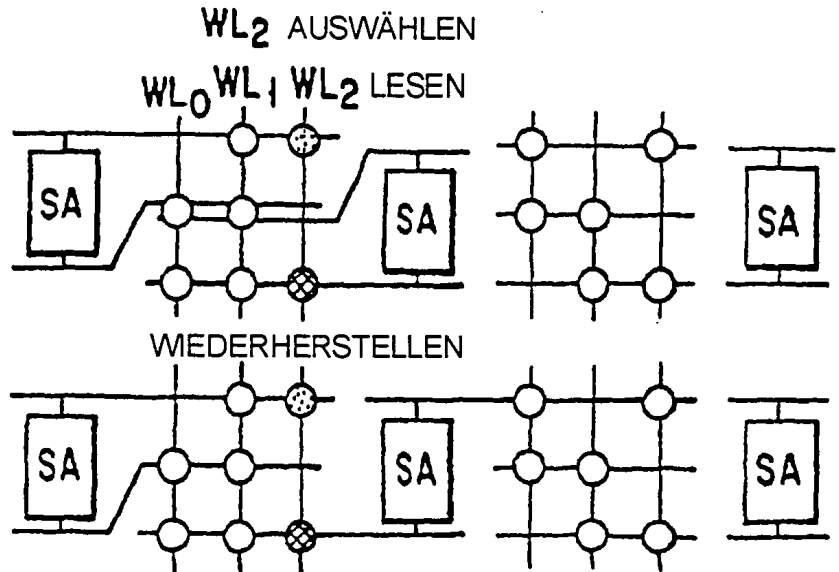 WL2 AUSWÄHLEN
WL0 WL1 WL2 LESEN
SA SA SA
WIEDERHERSTELLEN
SA SA SA